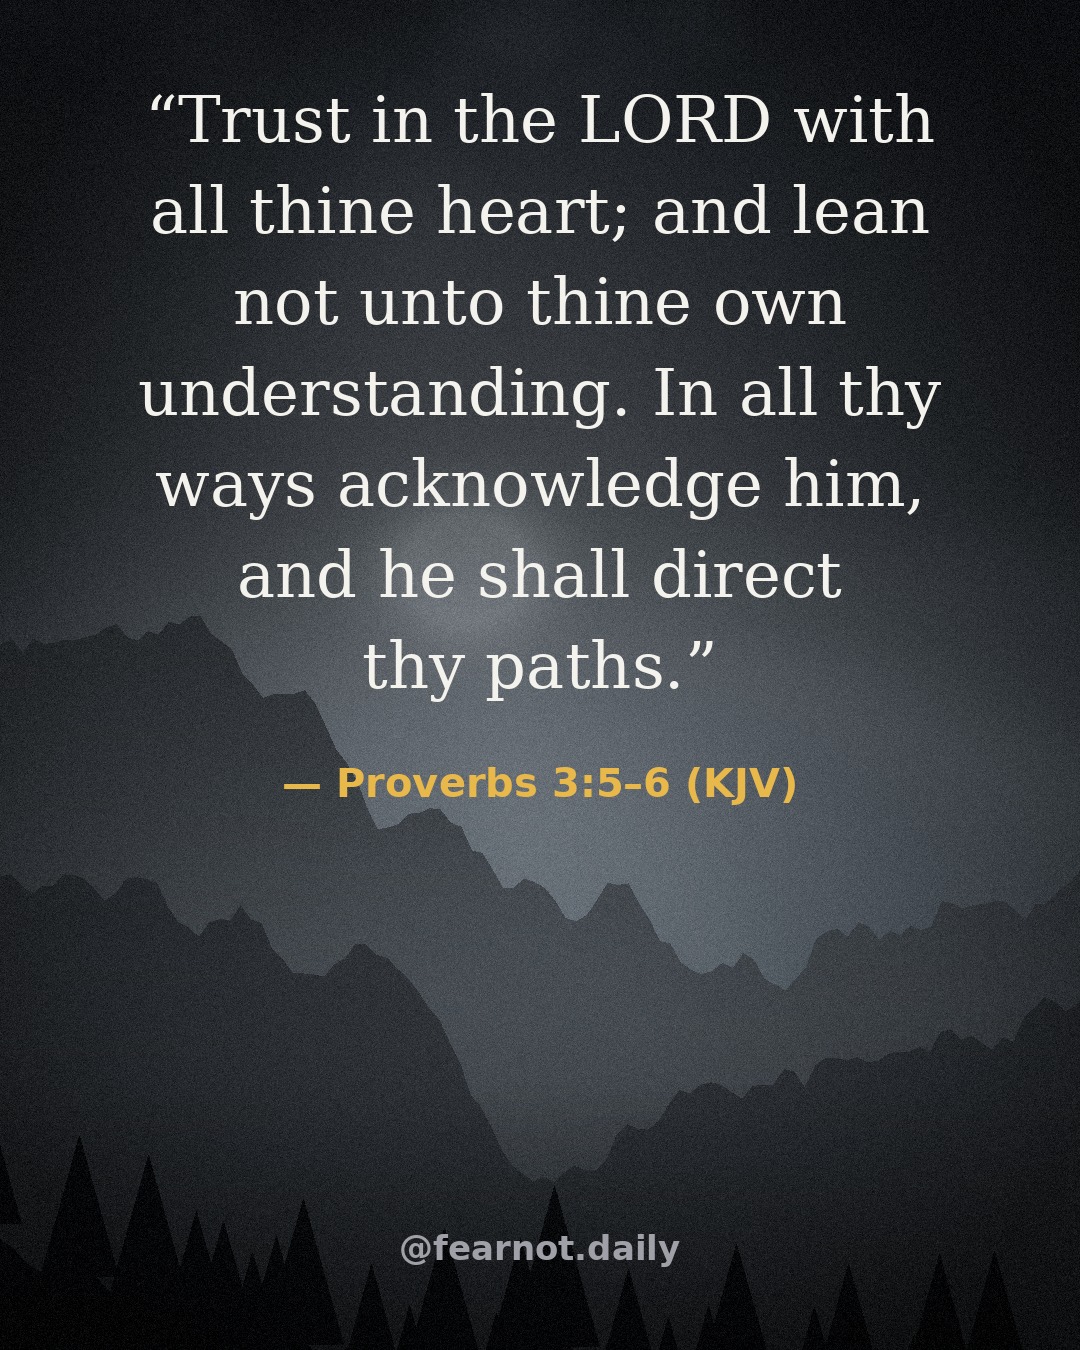 “Trust in the LORD with
all thine heart; and lean
not unto thine own
understanding. In all thy
ways acknowledge him,
and he shall direct
thy paths.”
— Proverbs 3:5–6 (KJV)
@fearnot.daily